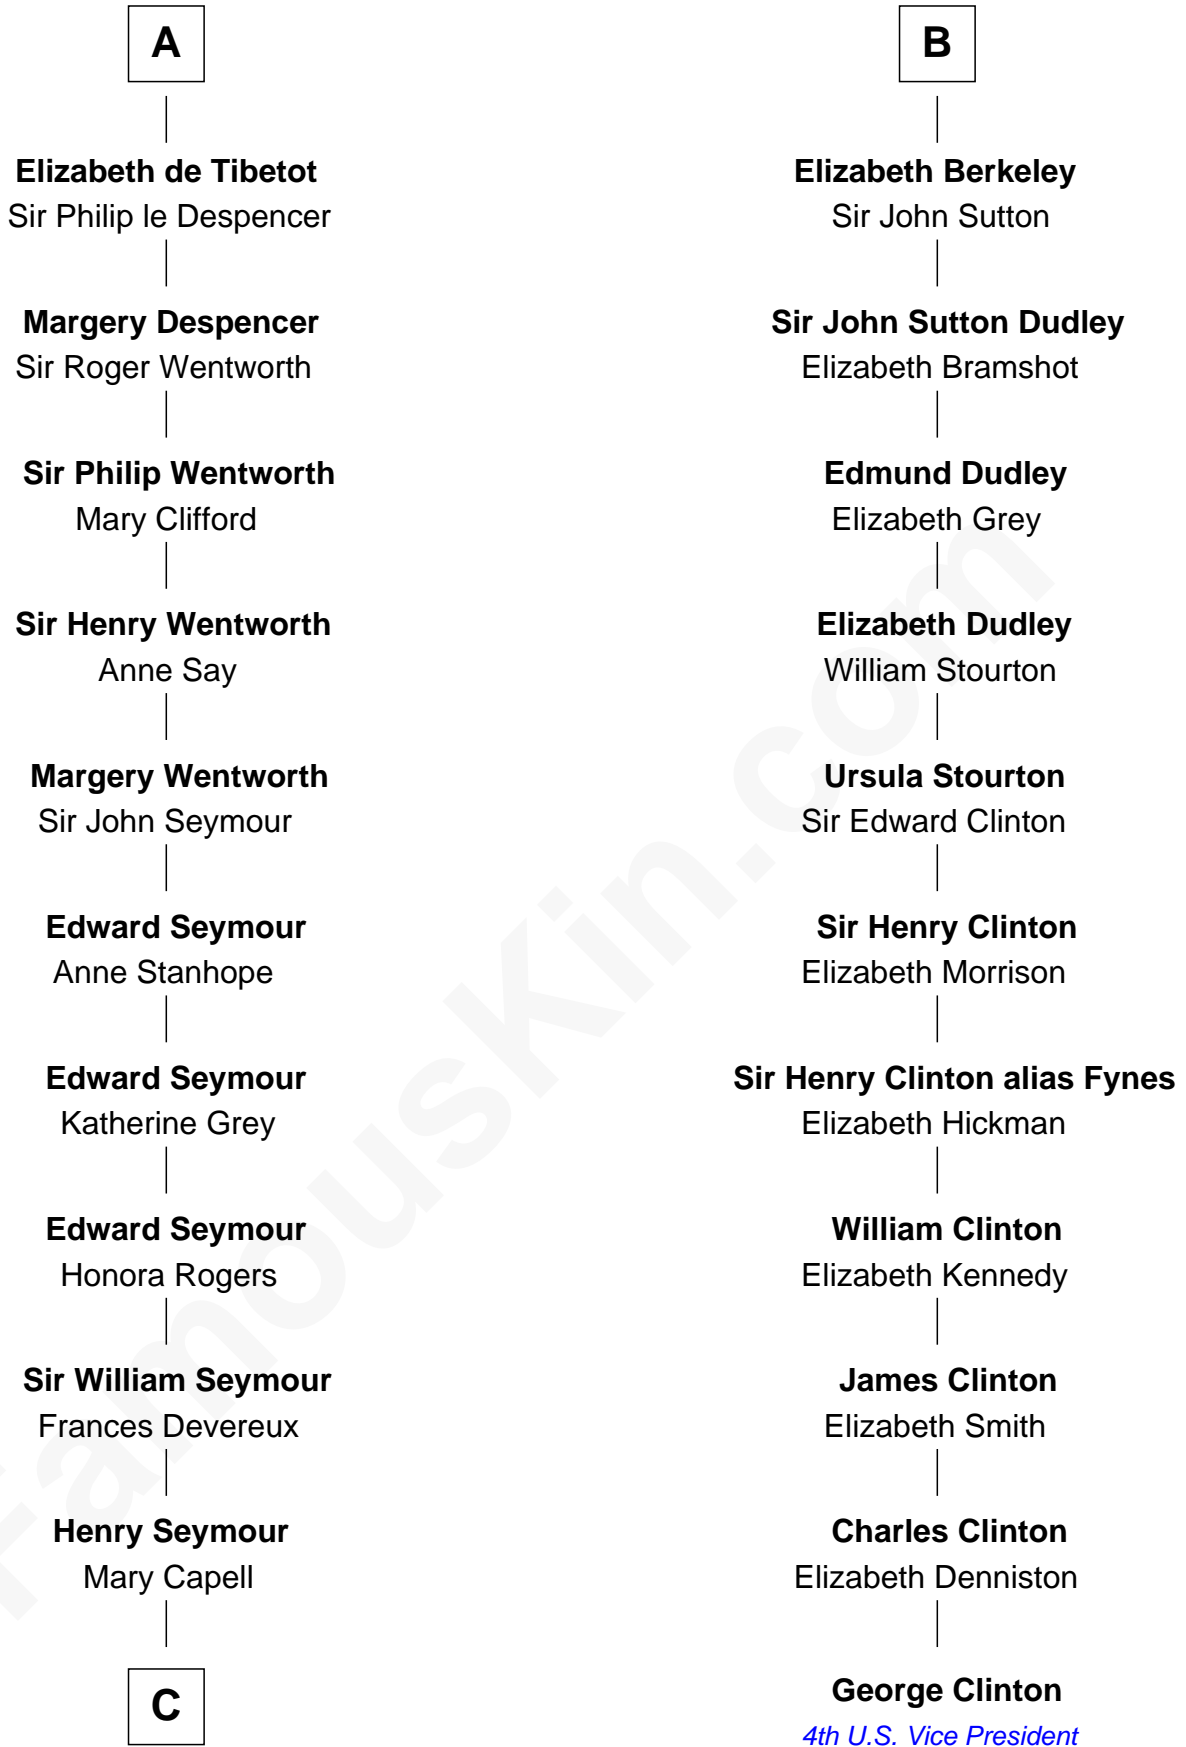 A
Elizabeth de Tibetot
Sir Philip le Despencer
Margery Despencer
Sir Roger Wentworth
Sir Philip Wentworth
Mary Clifford
Sir Henry Wentworth
Anne Say
Margery Wentworth
Sir John Seymour
Edward Seymour
Anne Stanhope
Edward Seymour
Katherine Grey
Edward Seymour
Honora Rogers
Sir William Seymour
Frances Devereux
Henry Seymour
Mary Capell
C
B
Elizabeth Berkeley
Sir John Sutton
Sir John Sutton Dudley
Elizabeth Bramshot
Edmund Dudley
Elizabeth Grey
Elizabeth Dudley
William Stourton
Ursula Stourton
Sir Edward Clinton
Sir Henry Clinton
Elizabeth Morrison
Sir Henry Clinton alias Fynes
Elizabeth Hickman
William Clinton
Elizabeth Kennedy
James Clinton
Elizabeth Smith
Charles Clinton
Elizabeth Denniston
George Clinton
4th U.S. Vice President
FamousKin.com